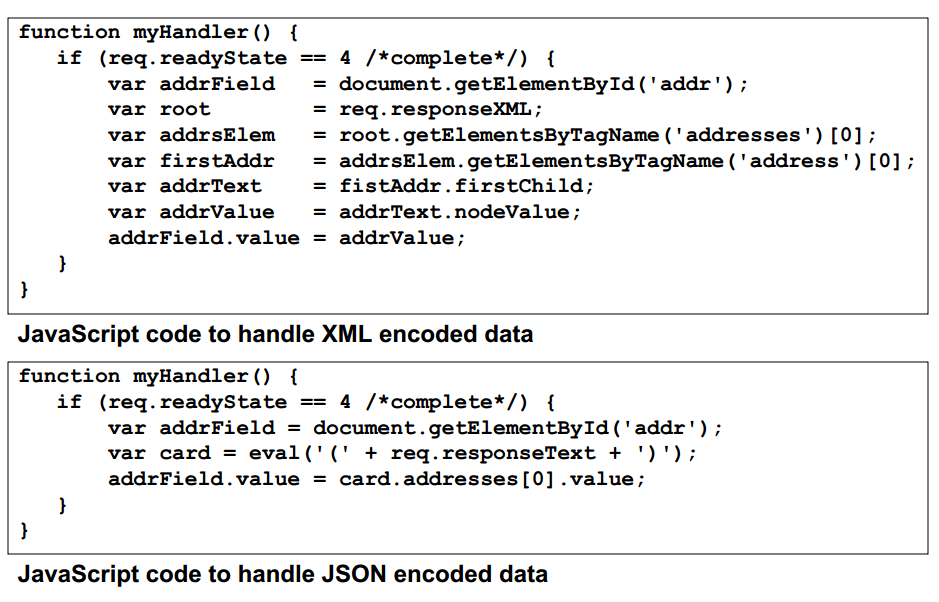 function myHandler() {
   if (req.readyState == 4 /*complete*/) {
       var addrField   = document.getElementById('addr');
       var root        = req.responseXML;
       var addrsElem   = root.getElementsByTagName('addresses')[0];
       var firstAddr   = addrsElem.getElementsByTagName('address')[0];
       var addrText    = fistAddr.firstChild;
       var addrValue   = addrText.nodeValue;
       addrField.value = addrValue;
   }
}
JavaScript code to handle XML encoded data
function myHandler() {
   if (req.readyState == 4 /*complete*/) {
       var addrField = document.getElementById('addr');
       var card = eval('(' + req.responseText + ')');
       addrField.value = card.addresses[0].value;
   }
}
JavaScript code to handle JSON encoded data